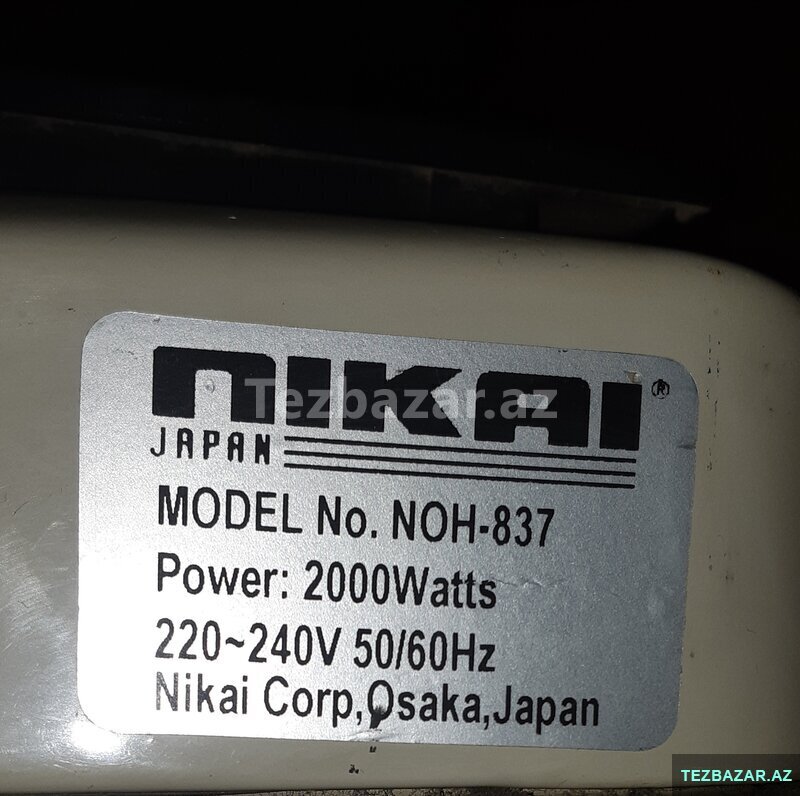 NIKAI ®
Tezbazar.az
JAPAN
MODEL No. NOH-837
Power: 2000Watts
220~240V 50/60Hz
Nikai Corp,Osaka,Japan
TEZBAZAR.AZ